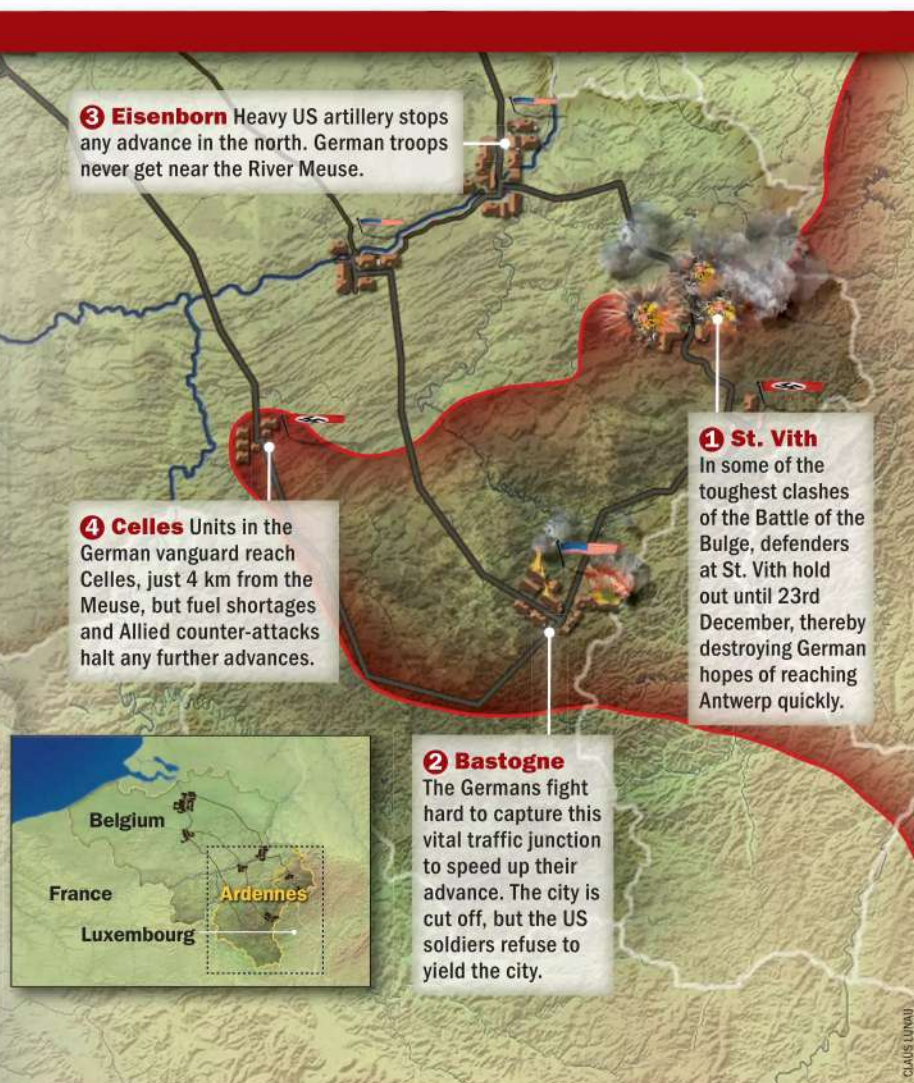 3 Eisenborn Heavy US artillery stops
any advance in the north. German troops
never get near the River Meuse.
1 St. Vith
In some of the
toughest clashes
of the Battle of the
Bulge, defenders
at St. Vith hold
out until 23rd
December, thereby
destroying German
hopes of reaching
Antwerp quickly.
4 Celles Units in the
German vanguard reach
Celles, just 4 km from the
Meuse, but fuel shortages
and Allied counter-attacks
halt any further advances.
2 Bastogne
The Germans fight
hard to capture this
vital traffic junction
to speed up their
advance. The city is
cut off, but the US
soldiers refuse to
yield the city.
Belgium
France
Ardennes
Luxembourg
CLAUS LUNAU